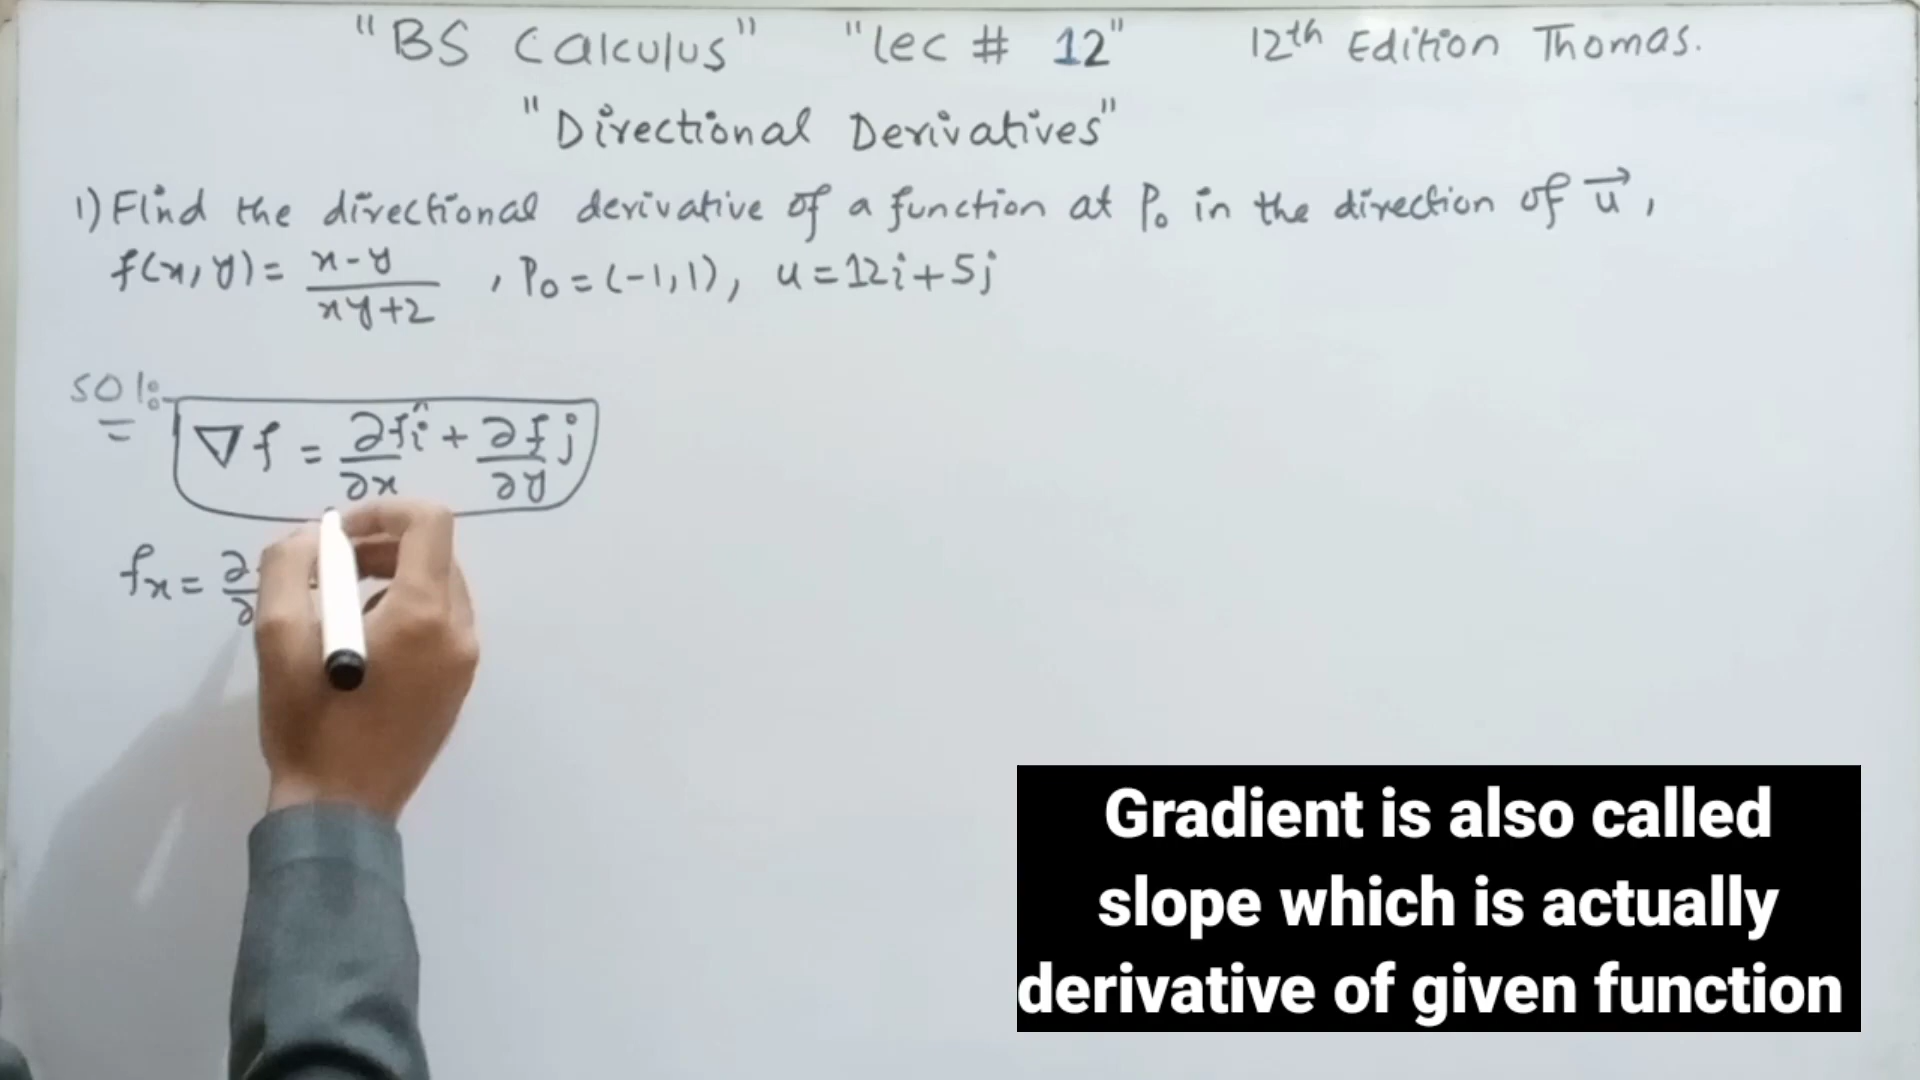 "BS Calculus" "lec # 12" 12th Edition Thomas.
"Directional Derivatives"
1) Find the directional derivative of a function at P₀ in the direction of u⃗,
f(x,y) = (x-y)/(xy+2), P₀ = (-1,1), u = 12i+5j
Sol:
∇f = ∂f/∂x î + ∂f/∂y j
fx = ∂
Gradient is also called
slope which is actually
derivative of given function